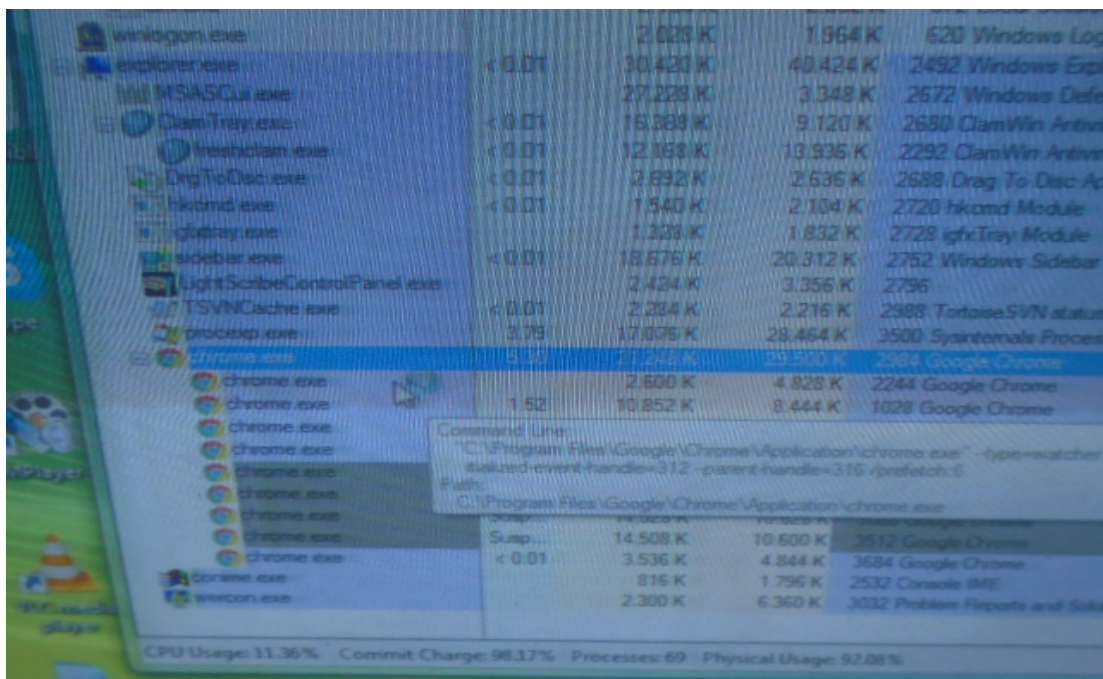 winlogon.exe 2.028 K 1.964 K 620 Windows Log
explorer.exe < 0.01 30.420 K 40.424 K 2492 Windows Expl
MSASCui.exe 27.228 K 3.348 K 2672 Windows Defe
ClamTray.exe < 0.01 16.388 K 9.120 K 2680 ClamWin Antivir
freshclam.exe < 0.01 12.168 K 13.936 K 2292 ClamWin Antivir
DrgToDsc.exe < 0.01 2.692 K 2.636 K 2688 Drag To Disc Ap
hkcmd.exe < 0.01 1.540 K 2.104 K 2720 hkcmd Module
igfxtray.exe 1.328 K 1.832 K 2728 igfxTray Module
sidebar.exe < 0.01 18.676 K 20.312 K 2752 Windows Sidebar
LightScribeControlPanel.exe 2.424 K 3.356 K 2796
TSVNCache.exe < 0.01 2.284 K 2.216 K 2988 TortoiseSVN status
procexp.exe 3.79 17.076 K 28.464 K 3500 Sysinternals Proces
chrome.exe 29.500 K 2984 Google Chrome
chrome.exe 2.600 K 4.828 K 2244 Google Chrome
chrome.exe 1.52 10.852 K 8.444 K 1028 Google Chrome
chrome.exe
chrome.exe
chrome.exe
chrome.exe
chrome.exe
Command Line:
"C:\Program Files\Google\Chrome\Application\chrome.exe" --type=watcher
itialized-event-handle=312 --parent-handle=316 /prefetch:6
Path:
C:\Program Files\Google\Chrome\Application\chrome.exe
chrome.exe Susp... 14.508 K 10.600 K 3512 Google Chrome
chrome.exe < 0.01 3.536 K 4.844 K 3684 Google Chrome
conime.exe 816 K 1.796 K 2532 Console IME
wercon.exe 2.300 K 6.360 K 3032 Problem Reports and Solu
CPU Usage: 11.36% Commit Charge: 98.17% Processes: 69 Physical Usage: 92.08%
MPlayer
VLC media
player